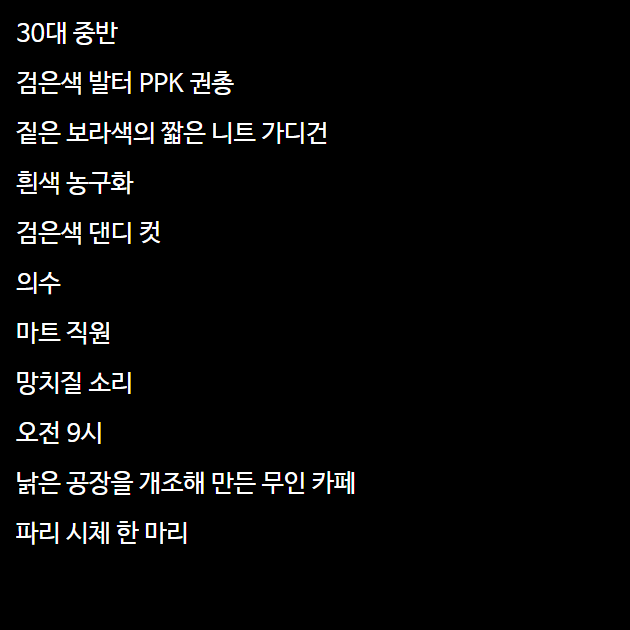 30대 중반
검은색 발터 PPK 권총
짙은 보라색의 짧은 니트 가디건
흰색 농구화
검은색 댄디 컷
의수
마트 직원
망치질 소리
오전 9시
낡은 공장을 개조해 만든 무인 카페
파리 시체 한 마리